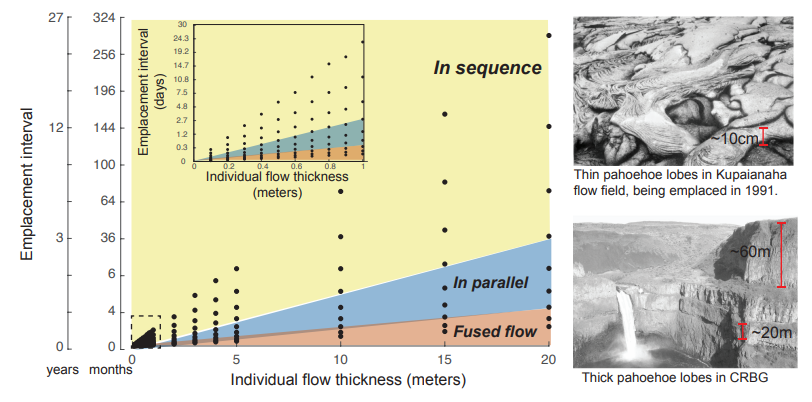 27
12
3
0
years
Emplacement interval
324
256
196
144
100
64
36
6
4
0
months
30
24.3
19.2
14.7
10.8
7.5
4.8
2.7
1.2
0.3
0
Emplacement interval
(days)
0 0.2 0.4 0.6 0.8 1
Individual flow thickness
(meters)
In sequence
In parallel
Fused flow
0 5 10 15 20
Individual flow thickness (meters)
~10cm
Thin pahoehoe lobes in Kupaianaha
flow field, being emplaced in 1991.
~60m
~20m
Thick pahoehoe lobes in CRBG